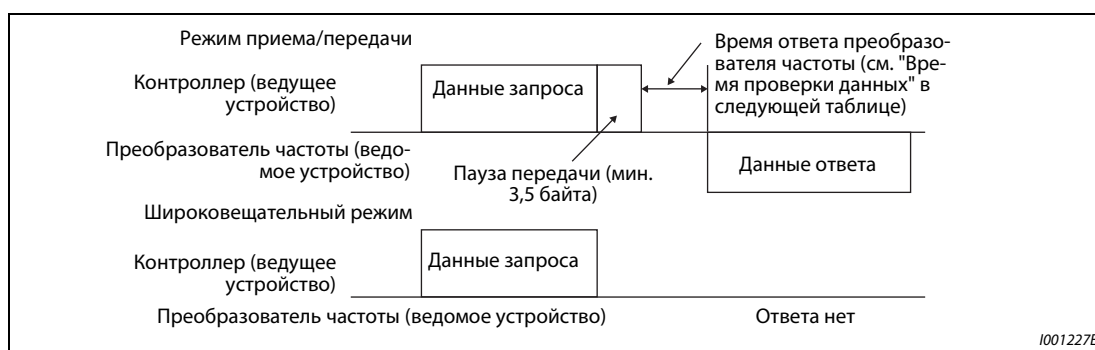 Режим приема/передачи
Время ответа преобразо-
вателя частоты (см. "Вре-
мя проверки данных" в
следующей таблице)
Контроллер (ведущее
устройство)
Данные запроса
Преобразователь частоты (ведо-
мое устройство)
Пауза передачи (мин.
3,5 байта)
Данные ответа
Широковещательный режим
Контроллер (ведущее
устройство)
Данные запроса
Преобразователь частоты (ведомое устройство)
Ответа нет
I001227E